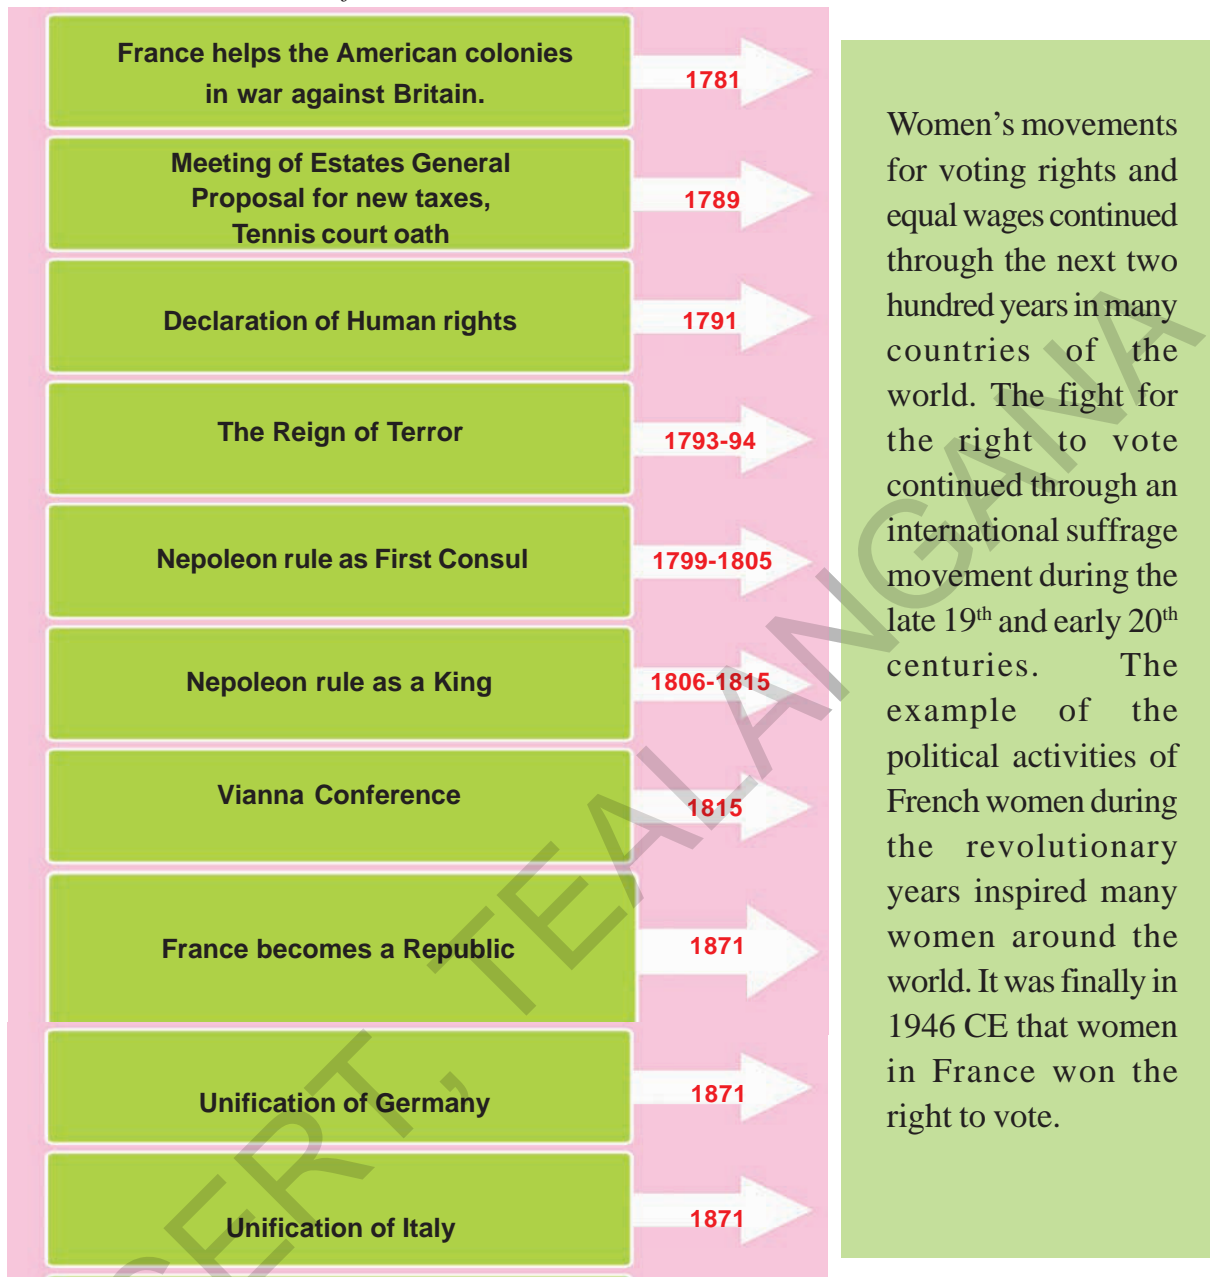 France helps the American colonies
in war against Britain.
1781
Meeting of Estates General
Proposal for new taxes,
Tennis court oath
1789
Declaration of Human rights
1791
The Reign of Terror
1793-94
Nepoleon rule as First Consul
1799-1805
Nepoleon rule as a King
1806-1815
Vianna Conference
1815
France becomes a Republic
1871
Unification of Germany
1871
Unification of Italy
1871
Women’s movements
for voting rights and
equal wages continued
through the next two
hundred years in many
countries of the
world. The fight for
the right to vote
continued through an
international suffrage
movement during the
late 19th and early 20th
centuries. The
example of the
political activities of
French women during
the revolutionary
years inspired many
women around the
world. It was finally in
1946 CE that women
in France won the
right to vote.
CERT, TEALANGANA